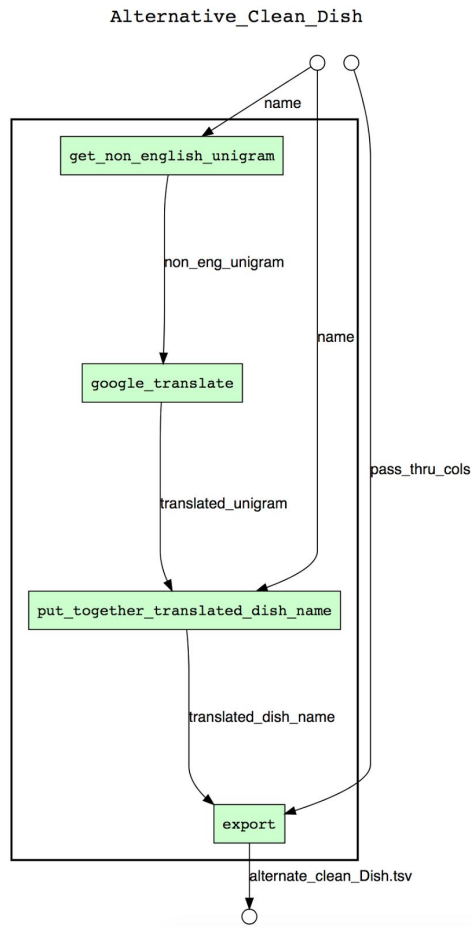 Alternative_Clean_Dish
name
get_non_english_unigram
non_eng_unigram
name
google_translate
pass_thru_cols
translated_unigram
put_together_translated_dish_name
translated_dish_name
export
alternate_clean_Dish.tsv